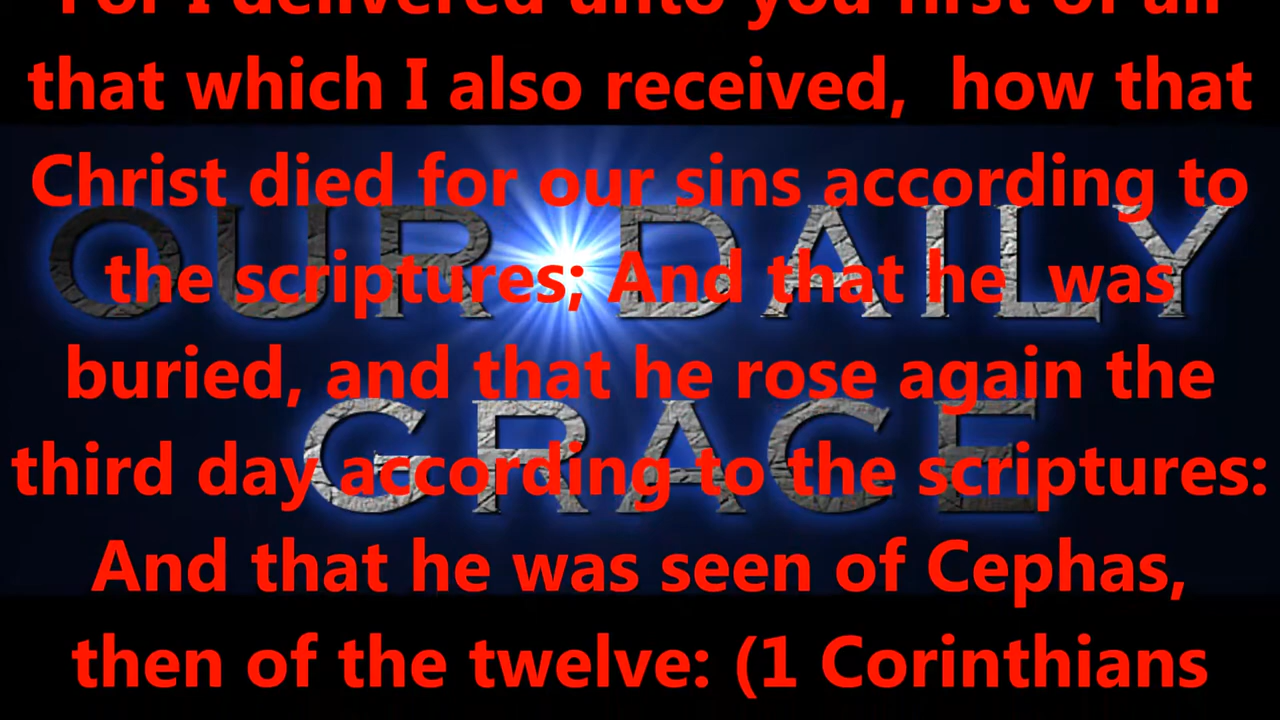 For I delivered unto you first of all
that which I also received,  how that
Christ died for our sins according to
OUR DAILY
the scriptures; And that he  was
buried, and that he rose again the
GRACE
third day according to the scriptures:
And that he was seen of Cephas,
then of the twelve: (1 Corinthians